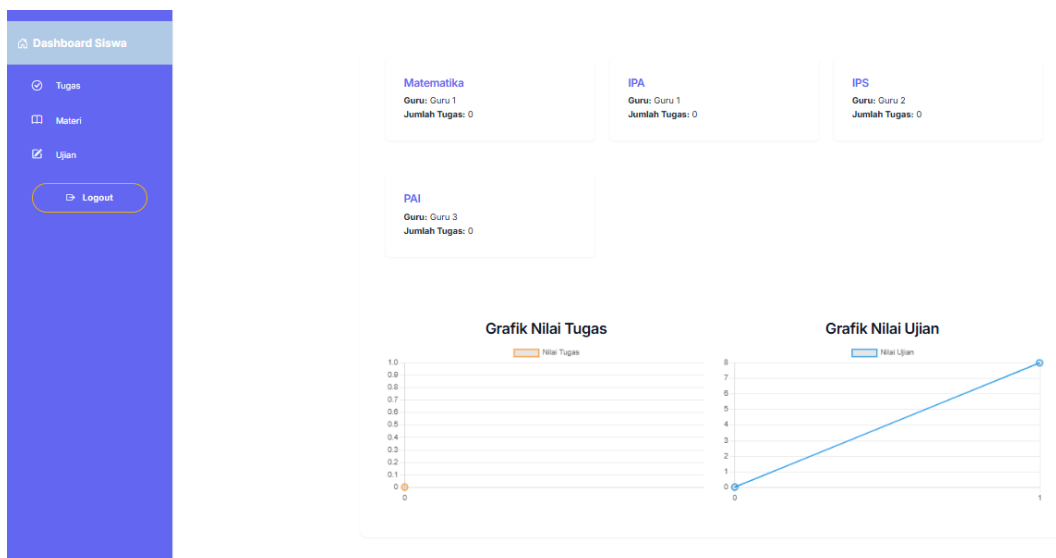 Dashboard Siswa
Tugas
Materi
Ujian
Logout
Matematika
Guru: Guru 1
Jumlah Tugas: 0
IPA
Guru: Guru 1
Jumlah Tugas: 0
IPS
Guru: Guru 2
Jumlah Tugas: 0
PAI
Guru: Guru 3
Jumlah Tugas: 0
Grafik Nilai Tugas
Nilai Tugas
1.0
0.9
0.8
0.7
0.6
0.5
0.4
0.3
0.2
0.1
0
0
Grafik Nilai Ujian
Nilai Ujian
8
7
6
5
4
3
2
1
0
0 1